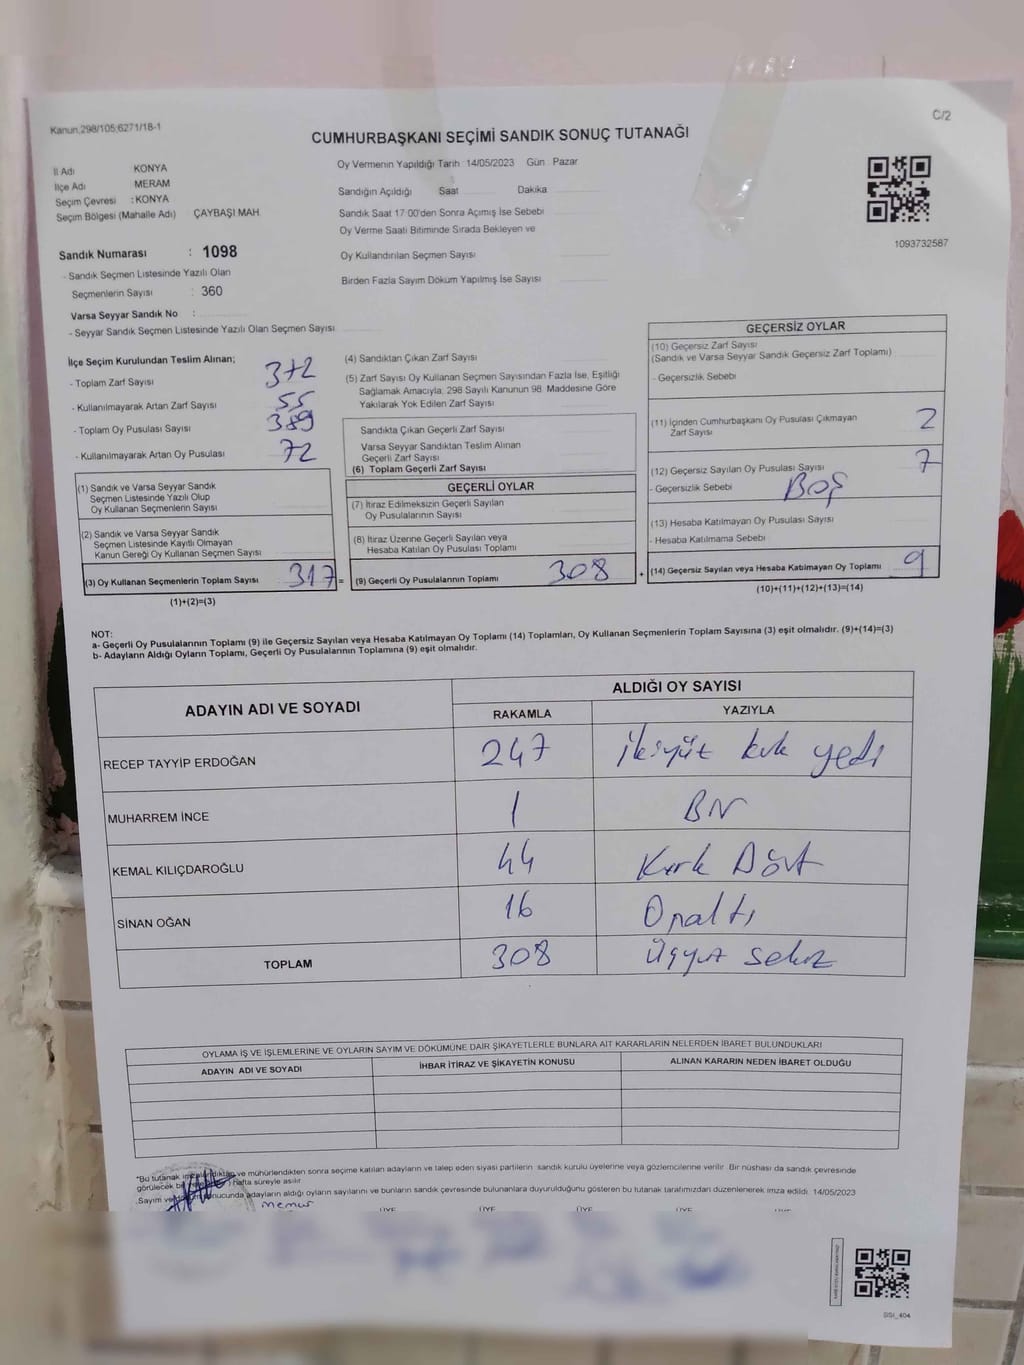 Kanun;298/105;6271/18-1
C/2
CUMHURBAŞKANI SEÇİMİ SANDIK SONUÇ TUTANAĞI
İl Adı KONYA
İlçe Adı MERAM
Seçim Çevresi : KONYA
Seçim Bölgesi (Mahalle Adı) ÇAYBAŞI MAH.
Sandık Numarası : 1098
- Sandık Seçmen Listesinde Yazılı Olan
Seçmenlerin Sayısı : 360
Varsa Seyyar Sandık No :
- Seyyar Sandık Seçmen Listesinde Yazılı Olan Seçmen Sayısı
Oy Vermenin Yapıldığı Tarih :14/05/2023 Gün : Pazar
Sandığın Açıldığı Saat Dakika
Sandık Saat 17:00'den Sonra Açımış İse Sebebi
Oy Verme Saati Bitiminde Sırada Bekleyen ve
Oy Kullandırılan Seçmen Sayısı
Birden Fazla Sayım Döküm Yapılmış İse Sayısı
1093732587
İlçe Seçim Kurulundan Teslim Alınan;
- Toplam Zarf Sayısı 372
- Kullanılmayarak Artan Zarf Sayısı 55
- Toplam Oy Pusulası Sayısı 389
- Kullanılmayarak Artan Oy Pusulası 72
(4) Sandıktan Çıkan Zarf Sayısı
(5) Zarf Sayısı Oy Kullanan Seçmen Sayısından Fazla İse, Eşitliği
Sağlamak Amacıyla, 298 Sayılı Kanunun 98. Maddesine Göre
Yakılarak Yok Edilen Zarf Sayısı
Sandıkta Çıkan Geçerli Zarf Sayısı
Varsa Seyyar Sandıktan Teslim Alınan
Geçerli Zarf Sayısı
(6) Toplam Geçerli Zarf Sayısı
GEÇERSİZ OYLAR
(10) Geçersiz Zarf Sayısı
(Sandık ve Varsa Seyyar Sandık Geçersiz Zarf Toplamı)
- Geçersizlik Sebebi
(11) İçinden Cumhurbaşkanı Oy Pusulası Çıkmayan
Zarf Sayısı 2
(12) Geçersiz Sayılan Oy Pusulası Sayısı 7
- Geçersizlik Sebebi BOŞ
(13) Hesaba Katılmayan Oy Pusulası Sayısı
- Hesaba Katılmama Sebebi
(14) Geçersiz Sayılan veya Hesaba Katılmayan Oy Toplamı 9
(10)+(11)+(12)+(13)=(14)
(1) Sandık ve Varsa Seyyar Sandık
Seçmen Listesinde Yazılı Olup
Oy Kullanan Seçmenlerin Sayısı
(2) Sandık ve Varsa Seyyar Sandık
Seçmen Listesinde Kayıtlı Olmayan
Kanun Gereği Oy Kullanan Seçmen Sayısı
(3) Oy Kullanan Seçmenlerin Toplam Sayısı 317 =
(1)+(2)=(3)
GEÇERLİ OYLAR
(7) İtiraz Edilmeksizin Geçerli Sayılan
Oy Pusulalarının Sayısı
(8) İtiraz Üzerine Geçerli Sayılan veya
Hesaba Katılan Oy Pusulası Toplamı
(9) Geçerli Oy Pusulalarının Toplamı 308 +
NOT:
a- Geçerli Oy Pusulalarının Toplamı (9) ile Geçersiz Sayılan veya Hesaba Katılmayan Oy Toplamı (14) Toplamları, Oy Kullanan Seçmenlerin Toplam Sayısına (3) eşit olmalıdır. (9)+(14)=(3)
b- Adayların Aldığı Oyların Toplamı, Geçerli Oy Pusulalarının Toplamına (9) eşit olmalıdır.
ADAYIN ADI VE SOYADI ALDIĞI OY SAYISI
RAKAMLA YAZIYLA
RECEP TAYYİP ERDOĞAN 247 İkiyüz kırk yedi
MUHARREM İNCE 1 BİR
KEMAL KILIÇDAROĞLU 44 Kırk Dört
SİNAN OĞAN 16 Onaltı
TOPLAM 308 Üçyüz sekiz
OYLAMA İŞ VE İŞLEMLERİNE VE OYLARIN SAYIM VE DÖKÜMÜNE DAİR ŞİKAYETLERLE BUNLARA AİT KARARLARIN NELERDEN İBARET BULUNDUKLARI
ADAYIN ADI VE SOYADI İHBAR İTİRAZ VE ŞİKAYETİN KONUSU ALINAN KARARIN NEDEN İBARET OLDUĞU
"Bu tutanak ve mühürlendikten sonra seçime katılan adayların ve talep eden siyasi partilerin sandık kurulu üyelerine veya gözlemcilerine verilir. Bir nüshası da sandık çevresinde
görülecek hafta süreyle asılır
Sayım adayların aldığı oyların sayılarını ve bunların sandık çevresinde bulunanlara duyurulduğunu gösteren bu tutanak tarafımızdan düzenlenerek imza edildi. 14/05/2023
memur
ÜYE ÜYE ÜYE ÜYE
SSI_404